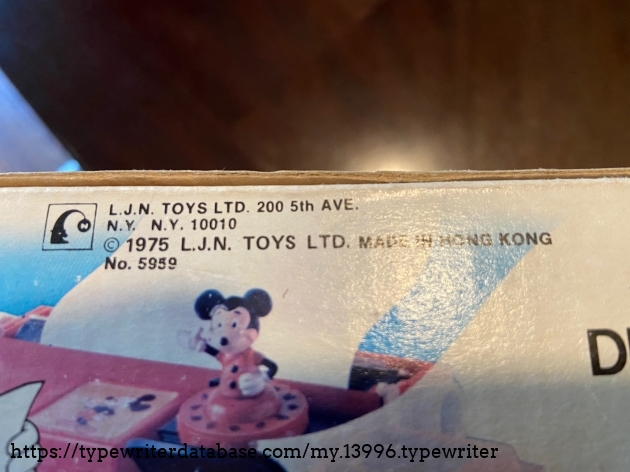 L.J.N. TOYS LTD. 200 5th AVE.
N.Y. N.Y. 10010
© 1975 L.J.N. TOYS LTD. MADE IN HONG KONG
No. 5959
https://typewriterdatabase.com/my.13996.typewriter